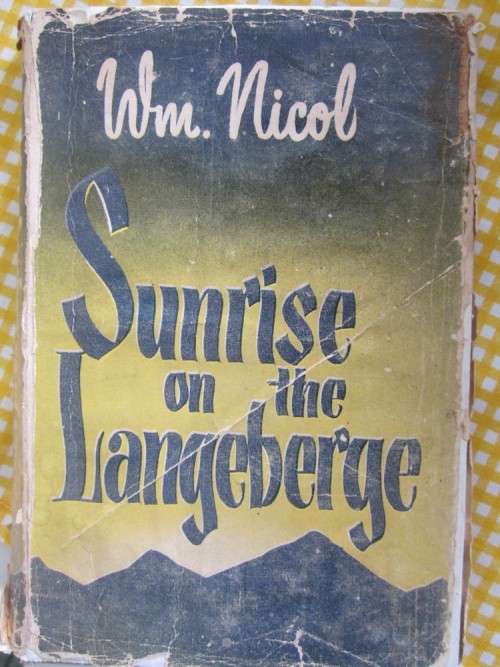 Wm. Nicol
Sunrise
on the
Langeberge